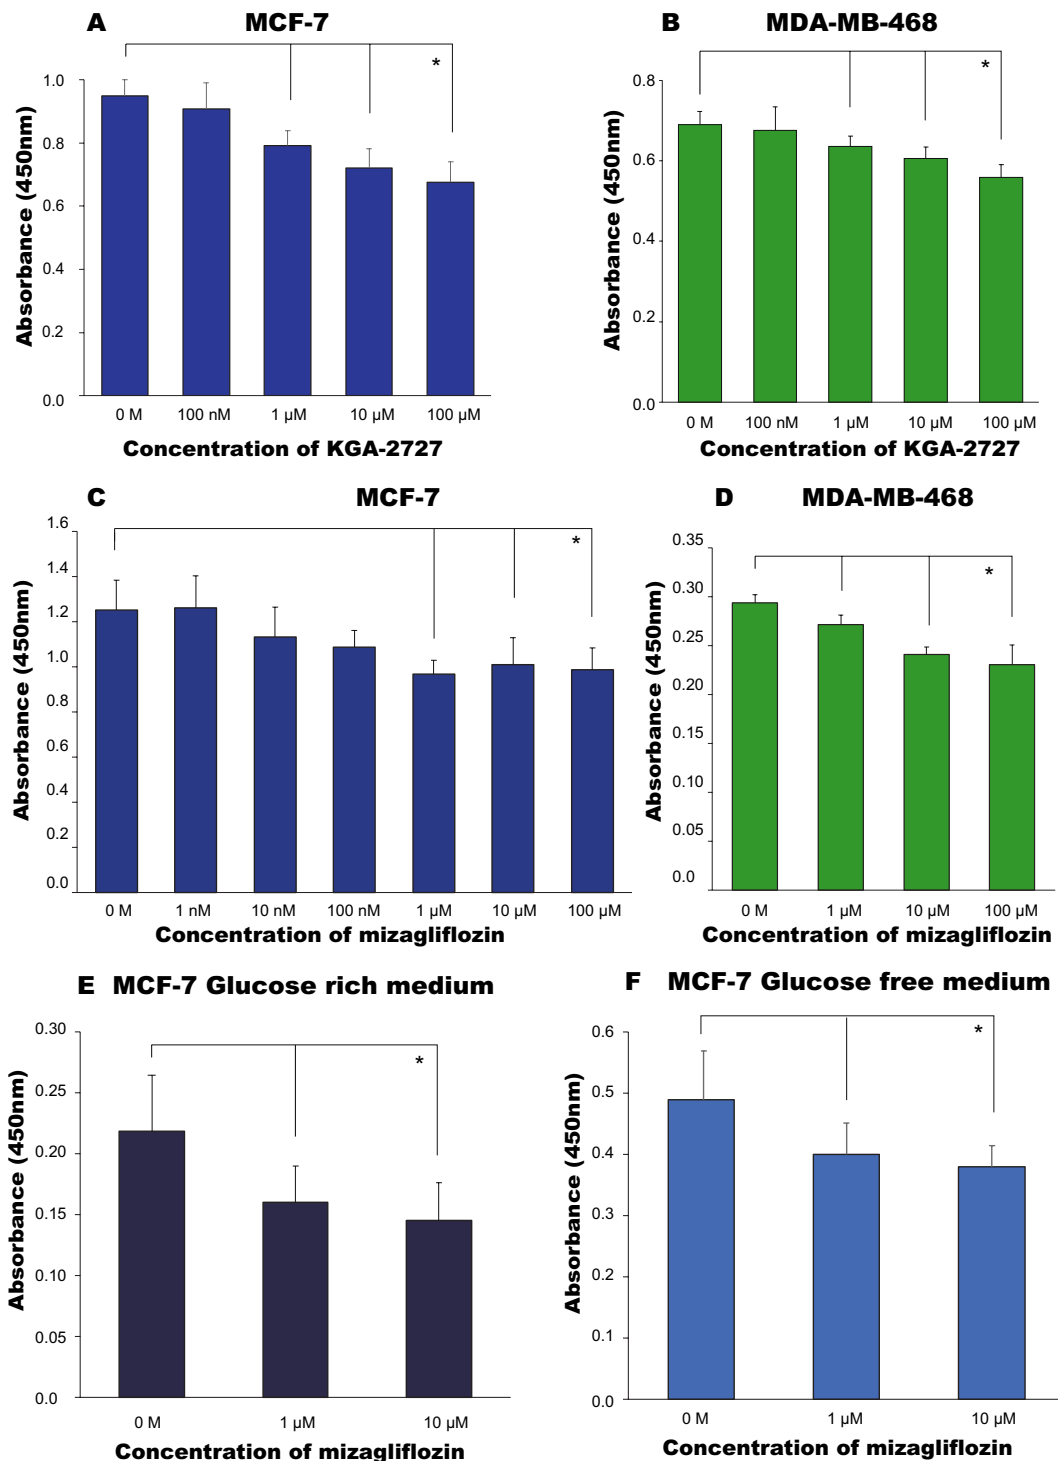 A MCF-7
*
1.0
0.8
0.6
0.4
0.2
0.0
Absorbance (450nm)
0 M 100 nM 1 µM 10 µM 100 µM
Concentration of KGA-2727
B MDA-MB-468
*
0.8
0.6
0.4
0.2
0.0
Absorbance (450nm)
0 M 100 nM 1 µM 10 µM 100 µM
Concentration of KGA-2727
C MCF-7
*
1.6
1.4
1.2
1.0
0.8
0.6
0.4
0.2
0.0
Absorbance (450nm)
0 M 1 nM 10 nM 100 nM 1 µM 10 µM 100 µM
Concentration of mizagliflozin
D MDA-MB-468
*
0.35
0.30
0.25
0.20
0.15
0.10
0.05
0.0
Absorbance (450nm)
0 M 1 µM 10 µM 100 µM
Concentration of mizagliflozin
E MCF-7 Glucose rich medium
*
0.30
0.25
0.20
0.15
0.10
0.05
0.0
Absorbance (450nm)
0 M 1 µM 10 µM
Concentration of mizagliflozin
F MCF-7 Glucose free medium
*
0.6
0.5
0.4
0.3
0.2
0.1
0.0
Absorbance (450nm)
0 M 1 µM 10 µM
Concentration of mizagliflozin